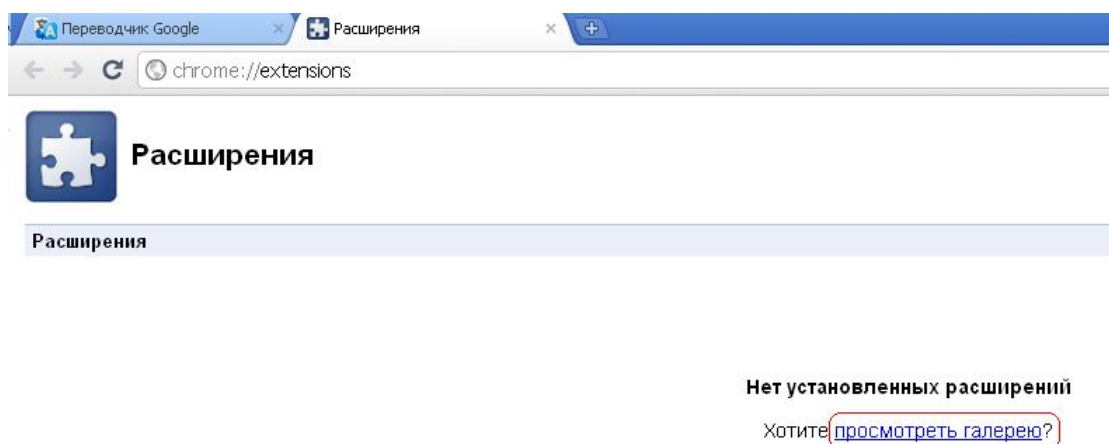 Переводчик Google
Расширения
chrome://extensions
Расширения
Расширения
Нет установленных расширений
Хотите просмотреть галерею?